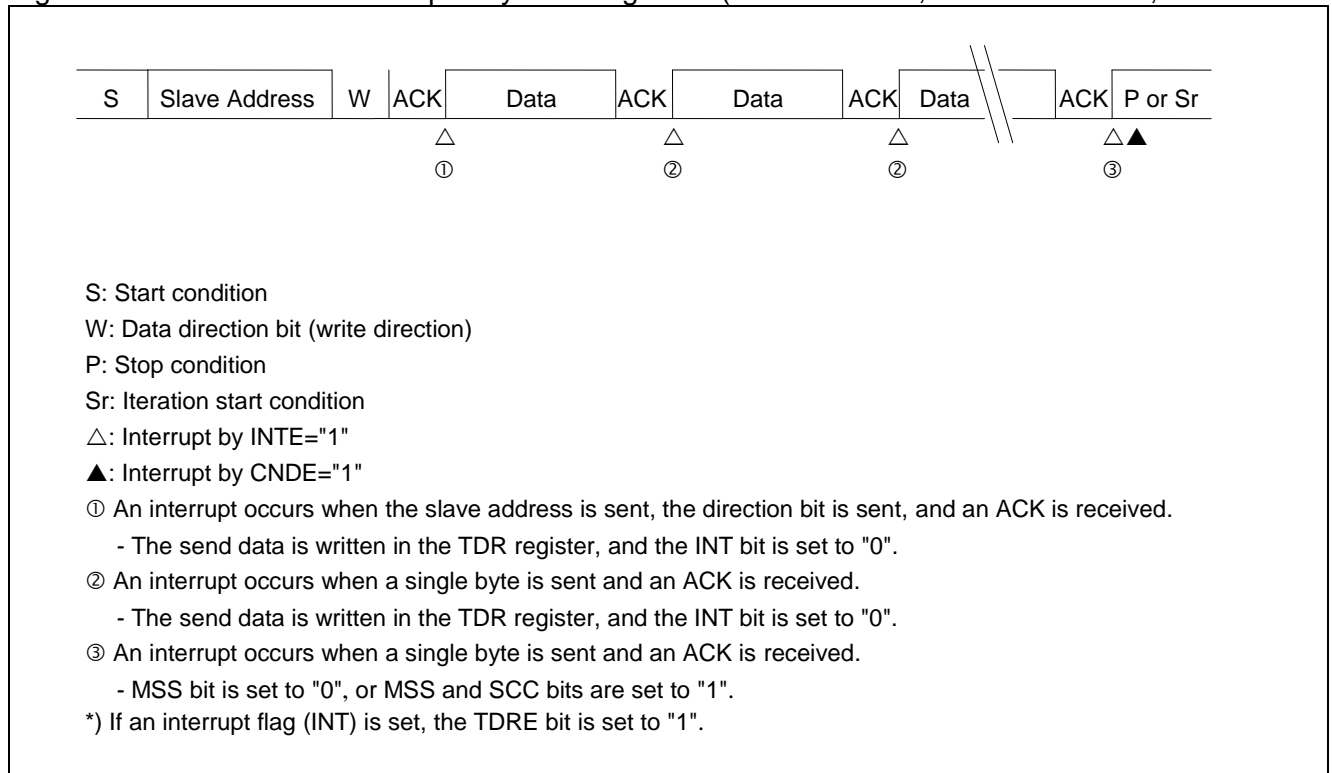 S Slave Address W ACK Data ACK Data ACK Data ACK P or Sr
△ △ △ △▲
① ② ② ③
S: Start condition
W: Data direction bit (write direction)
P: Stop condition
Sr: Iteration start condition
△: Interrupt by INTE="1"
▲: Interrupt by CNDE="1"
① An interrupt occurs when the slave address is sent, the direction bit is sent, and an ACK is received.
- The send data is written in the TDR register, and the INT bit is set to "0".
② An interrupt occurs when a single byte is sent and an ACK is received.
- The send data is written in the TDR register, and the INT bit is set to "0".
③ An interrupt occurs when a single byte is sent and an ACK is received.
- MSS bit is set to "0", or MSS and SCC bits are set to "1".
*) If an interrupt flag (INT) is set, the TDRE bit is set to "1".